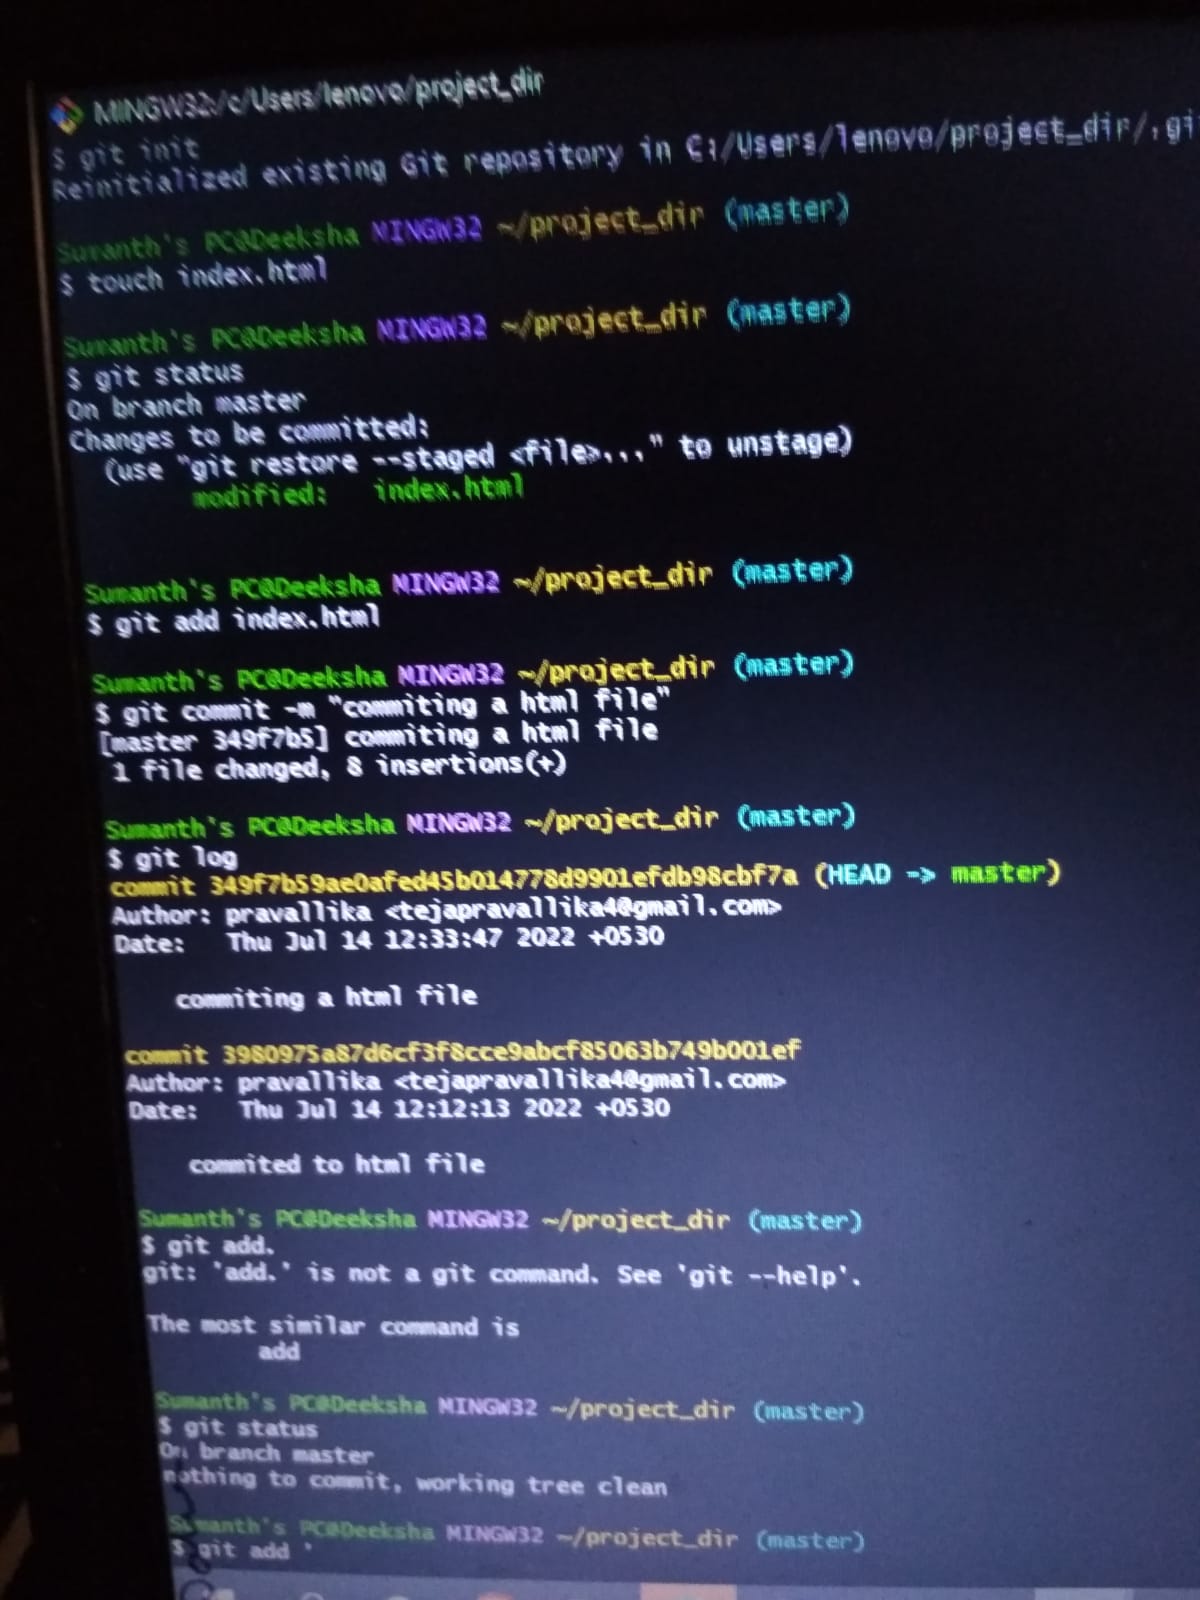 MINGW32:/c/Users/lenovo/project_dir
$ git init
Reinitialized existing Git repository in C:/Users/lenovo/project_dir/.gi
Sumanth's PC@Deeksha MINGW32 ~/project_dir (master)
$ touch index.html
Sumanth's PC@Deeksha MINGW32 ~/project_dir (master)
$ git status
On branch master
Changes to be committed:
(use "git restore --staged <file>..." to unstage)
modified: index.html
Sumanth's PC@Deeksha MINGW32 ~/project_dir (master)
$ git add index.html
Sumanth's PC@Deeksha MINGW32 ~/project_dir (master)
$ git commit -m "commiting a html file"
[master 349f7b5] commiting a html file
1 file changed, 8 insertions(+)
Sumanth's PC@Deeksha MINGW32 ~/project_dir (master)
$ git log
commit 349f7b59ae0afed45b014778d9901efdb98cbf7a (HEAD -> master)
Author: pravallika <tejapravallika4@gmail.com>
Date: Thu Jul 14 12:33:47 2022 +0530
commiting a html file
commit 3980975a87d6cf3f8cce9abcf85063b749b001ef
Author: pravallika <tejapravallika4@gmail.com>
Date: Thu Jul 14 12:12:13 2022 +0530
commited to html file
Sumanth's PC@Deeksha MINGW32 ~/project_dir (master)
$ git add.
git: 'add.' is not a git command. See 'git --help'.
The most similar command is
add
Sumanth's PC@Deeksha MINGW32 ~/project_dir (master)
$ git status
On branch master
nothing to commit, working tree clean
Sumanth's PC@Deeksha MINGW32 ~/project_dir (master)
$ git add '